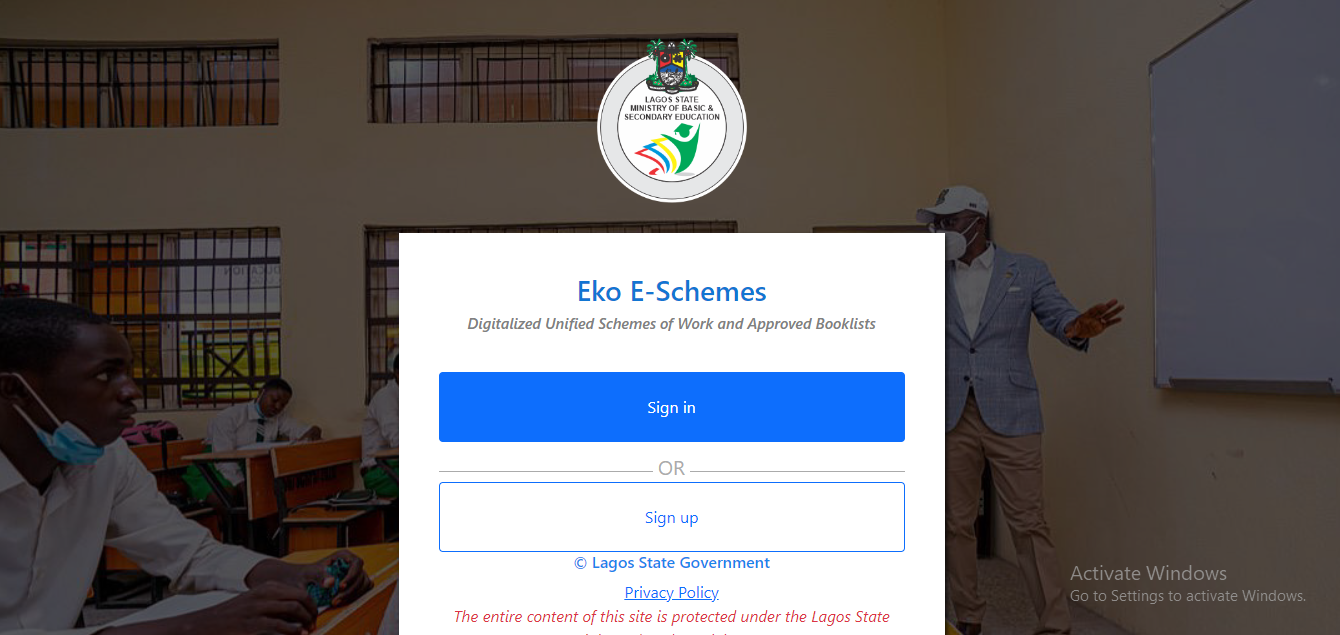 LAGOS STATE
MINISTRY OF BASIC &
SECONDARY EDUCATION
Eko E-Schemes
Digitalized Unified Schemes of Work and Approved Booklists
Sign in
OR
Sign up
© Lagos State Government
Privacy Policy
The entire content of this site is protected under the Lagos State
Activate Windows
Go to Settings to activate Windows.